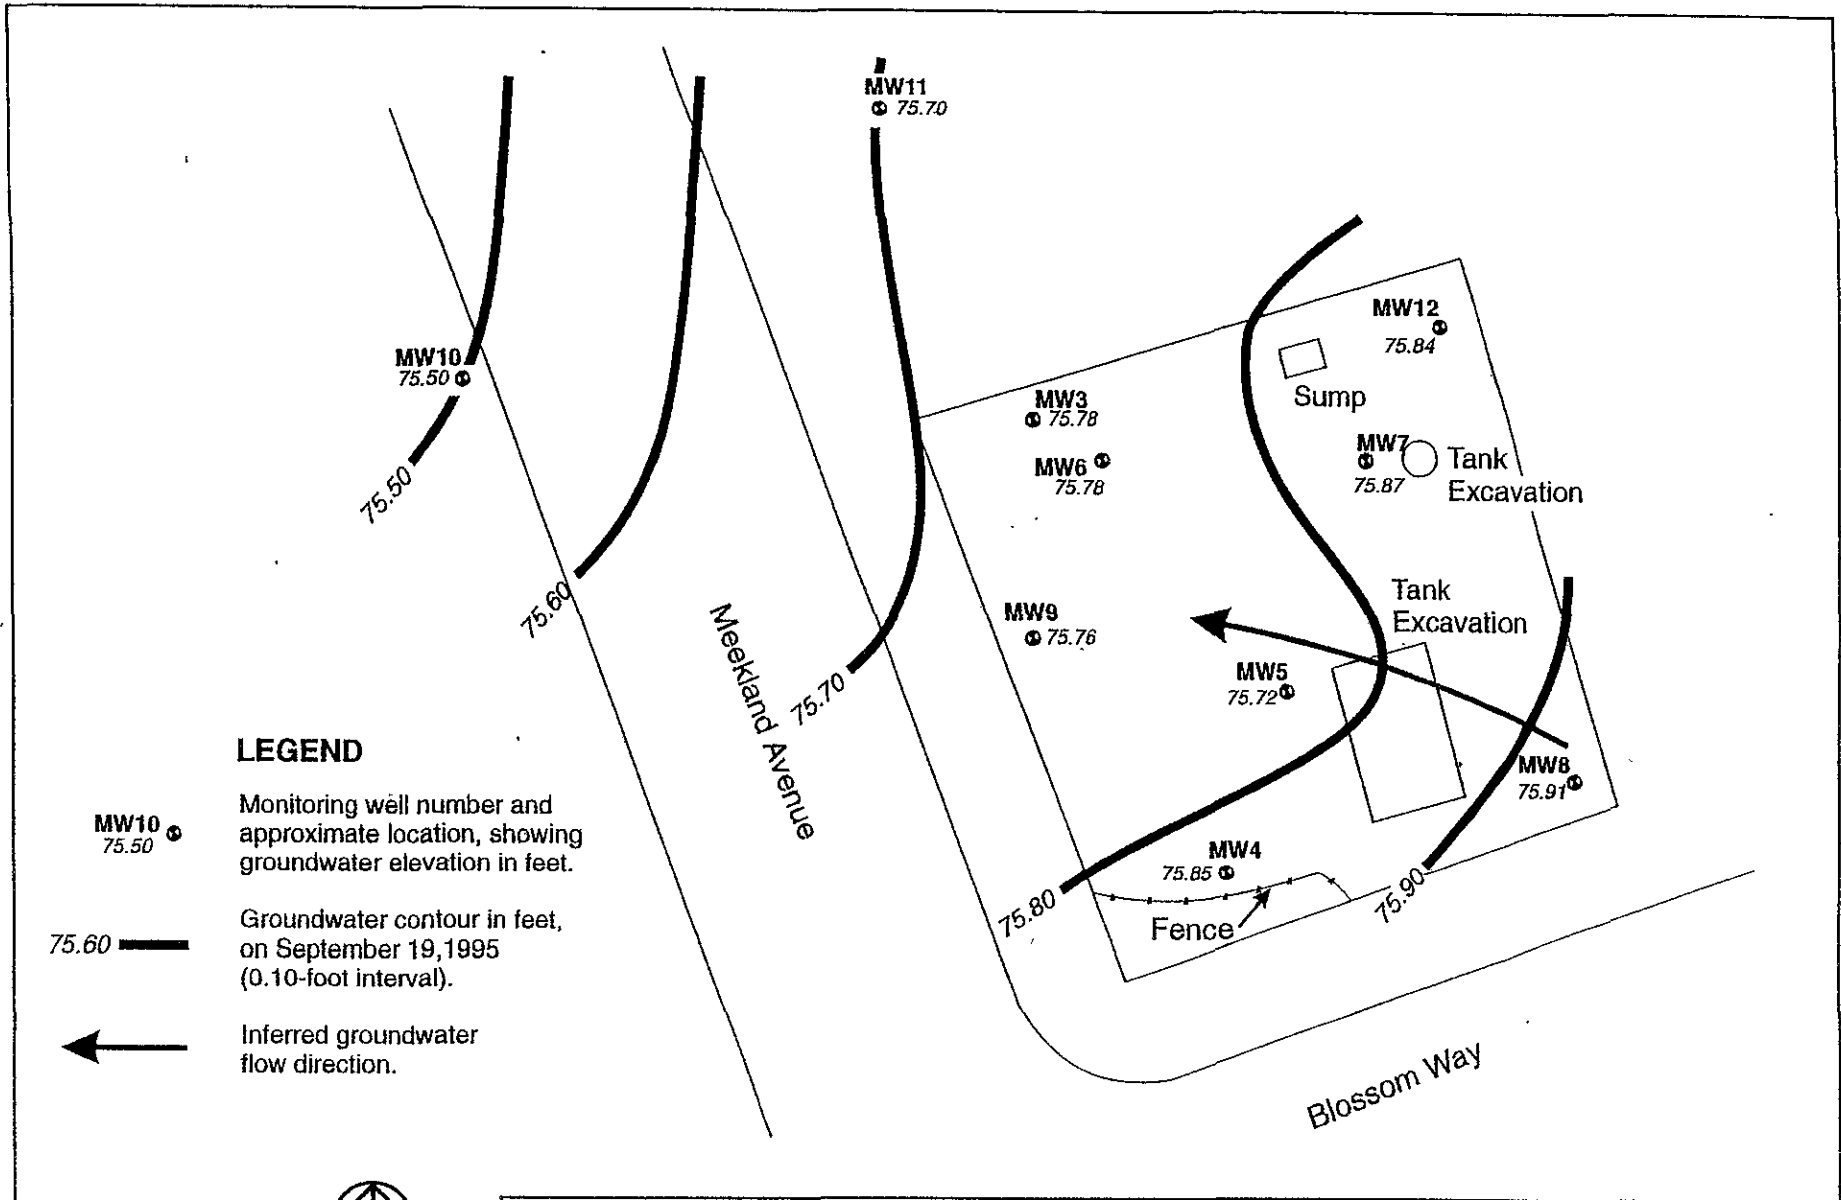 MW11
75.70
MW12
75.84
MW10
75.50
Sump
MW3
75.78
MW6
75.78
MW7
75.87
Tank
Excavation
75.50
75.60
Tank
Excavation
MW9
75.76
MW5
75.72
75.70
Meekland Avenue
MW8
75.91
MW4
75.85
75.80
75.90
Fence
Blossom Way
LEGEND
MW10
75.50
Monitoring well number and
approximate location, showing
groundwater elevation in feet.
75.60
Groundwater contour in feet,
on September 19,1995
(0.10-foot interval).
Inferred groundwater
flow direction.